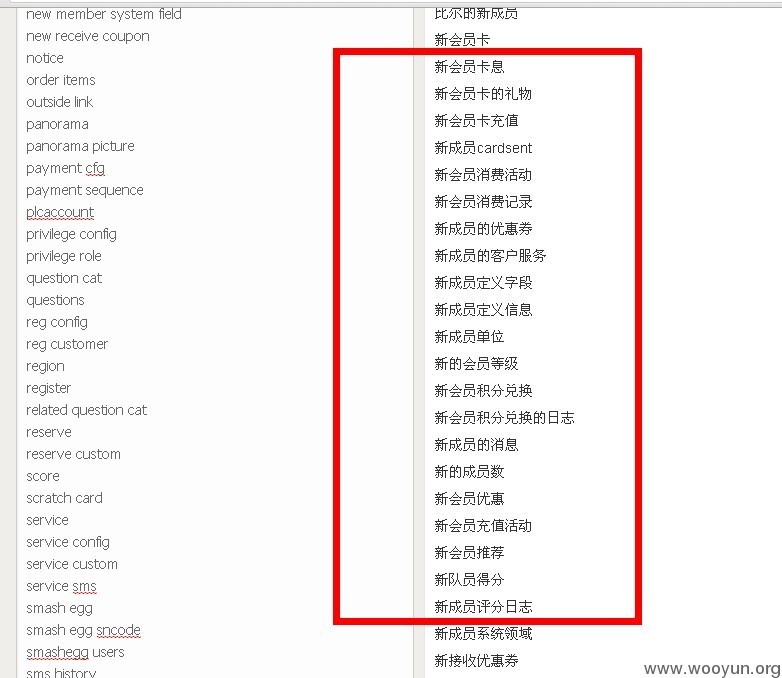 new member system field
new receive coupon
notice
order items
outside link
panorama
panorama picture
payment cfg
payment sequence
plcaccount
privilege config
privilege role
question cat
questions
reg config
reg customer
region
register
related question cat
reserve
reserve custom
score
scratch card
service
service config
service custom
service sms
smash egg
smash egg sncode
smashegg users
sms history
比尔的新成员
新会员卡
新会员卡息
新会员卡的礼物
新会员卡充值
新成员cardsent
新会员消费活动
新会员消费记录
新成员的优惠券
新成员的客户服务
新成员定义字段
新成员定义信息
新成员单位
新的会员等级
新会员积分兑换
新会员积分兑换的日志
新成员的消息
新的成员数
新会员优惠
新会员充值活动
新会员推荐
新队员得分
新成员评分日志
新成员系统领域
新接收优惠券
www.wooyun.org